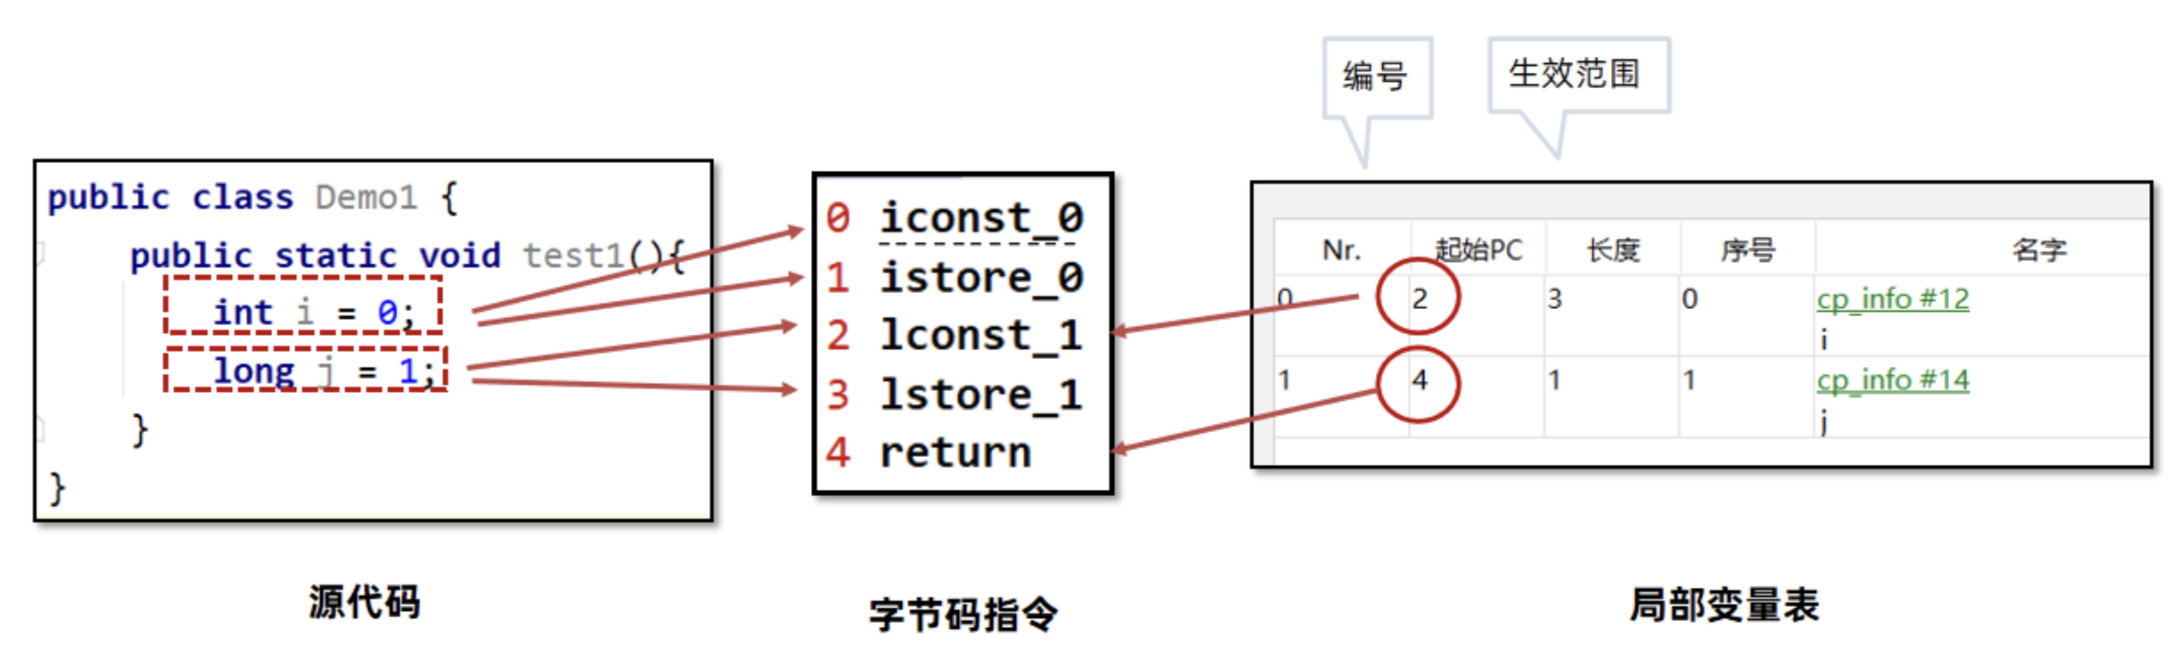 编号
生效范围
public class Demo1 {
public static void test1(){
int i = 0;
long j = 1;
}
}
0 iconst_0
1 istore_0
2 lconst_1
3 lstore_1
4 return
Nr. 起始PC 长度 序号 名字
0 2 3 0 cp_info #12
i
1 4 1 1 cp_info #14
j
源代码
字节码指令
局部变量表